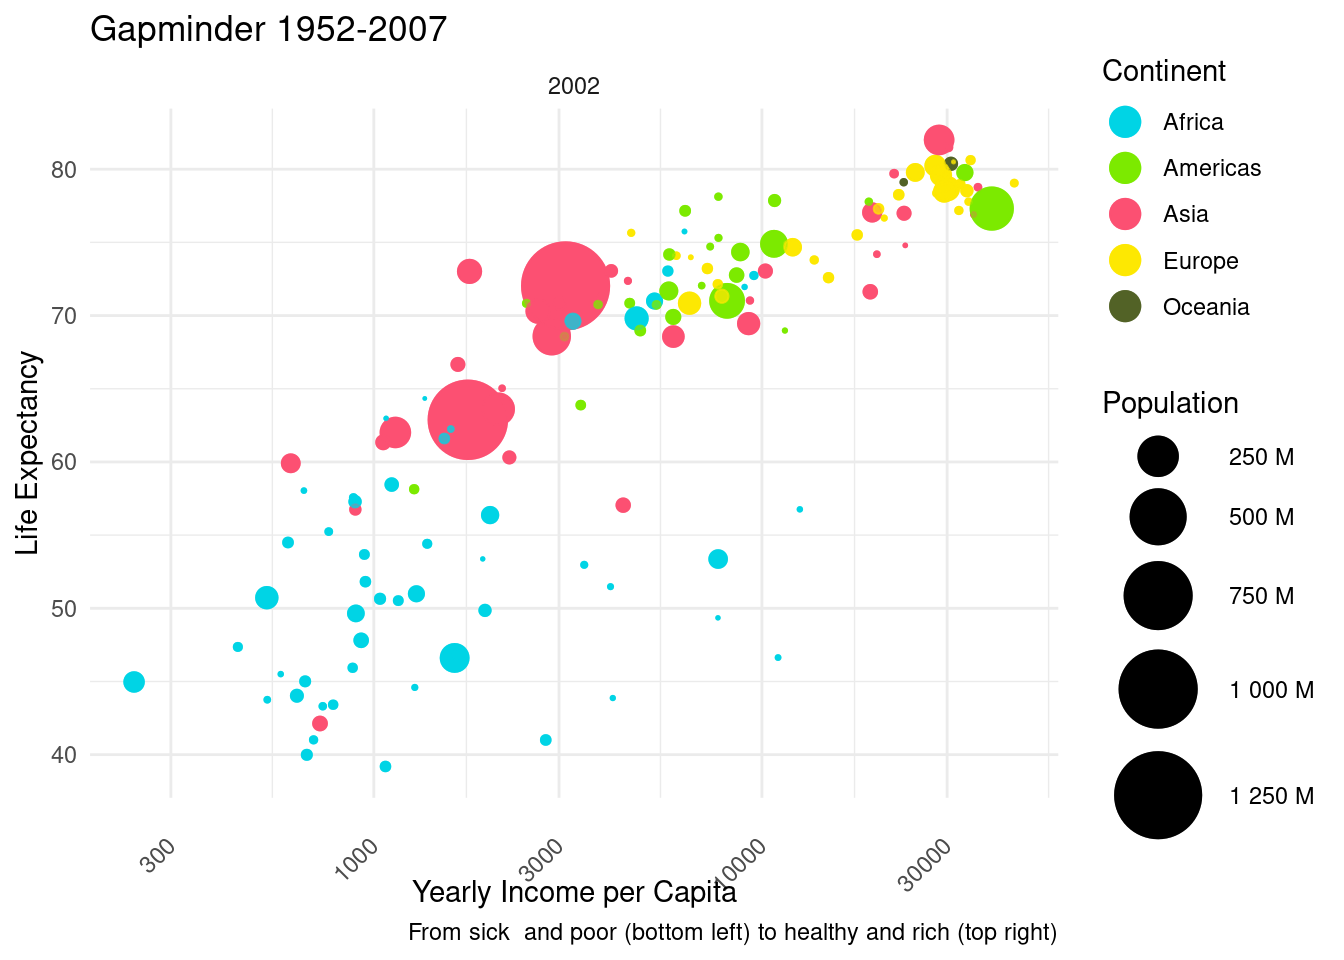 Gapminder 1952-2007
2002
Life Expectancy
80
70
60
50
40
300
1000
3000
10000
30000
Yearly Income per Capita
From sick  and poor (bottom left) to healthy and rich (top right)
Continent
Africa
Americas
Asia
Europe
Oceania
Population
250 M
500 M
750 M
1 000 M
1 250 M